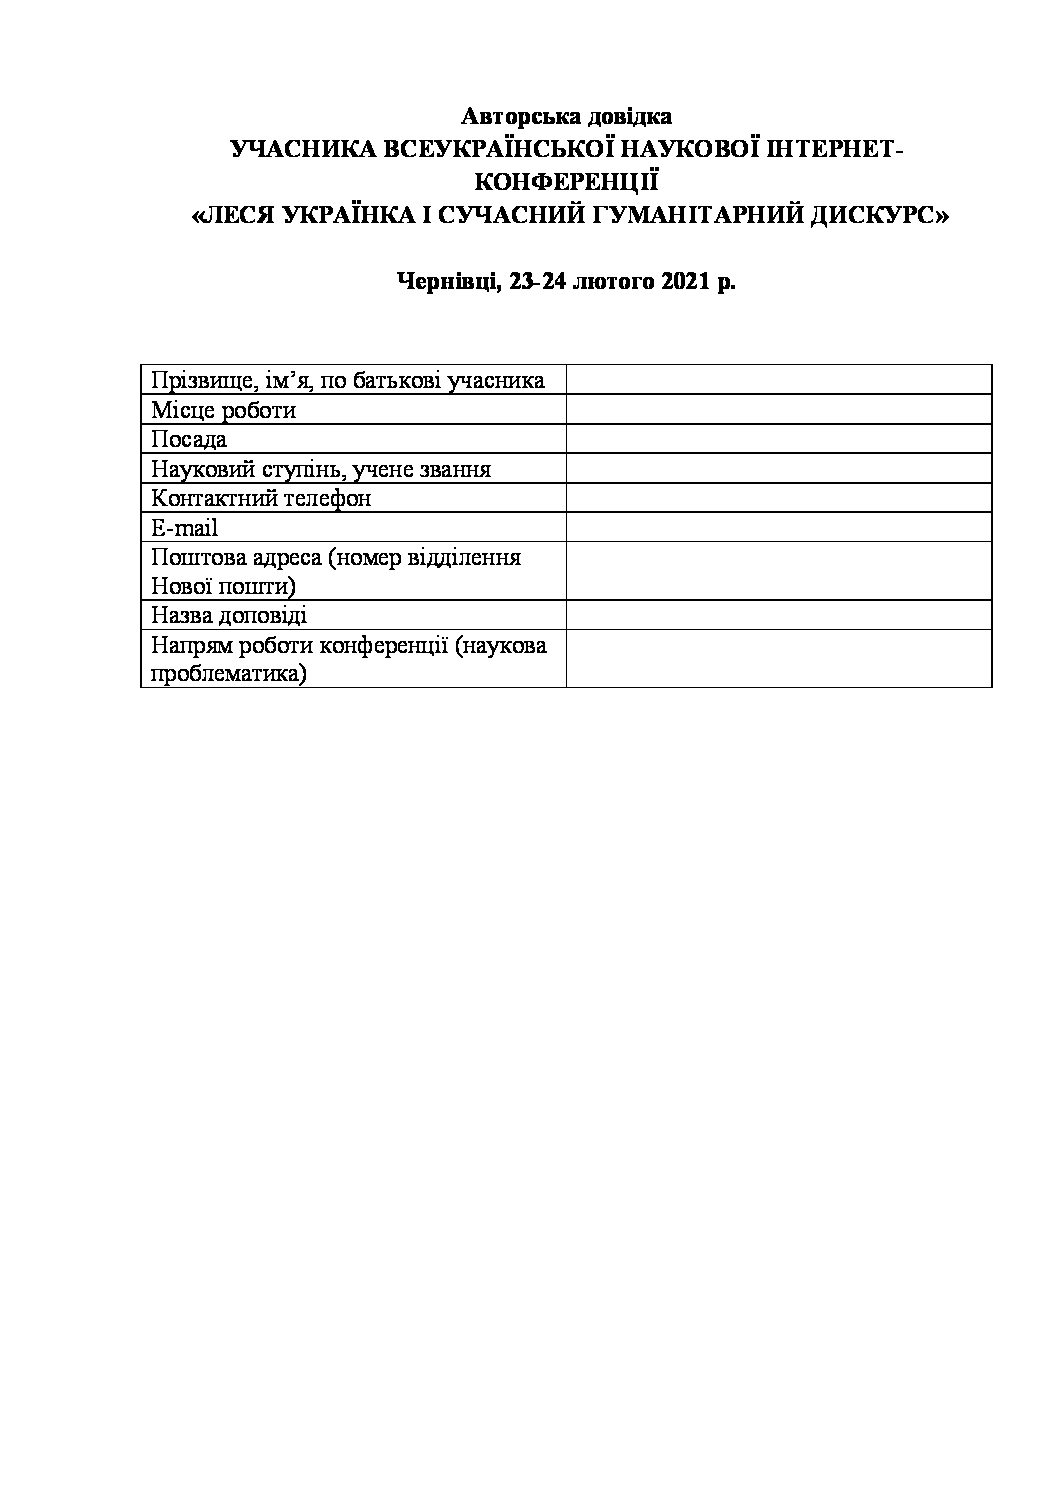 Авторська довідка
УЧАСНИКА ВСЕУКРАЇНСЬКОЇ НАУКОВОЇ ІНТЕРНЕТ-
КОНФЕРЕНЦІЇ
«ЛЕСЯ УКРАЇНКА І СУЧАСНИЙ ГУМАНІТАРНИЙ ДИСКУРС»
Чернівці, 23-24 лютого 2021 р.
Прізвище, ім’я, по батькові учасника
Місце роботи
Посада
Науковий ступінь, учене звання
Контактний телефон
E-mail
Поштова адреса (номер відділення
Нової пошти)
Назва доповіді
Напрям роботи конференції (наукова
проблематика)